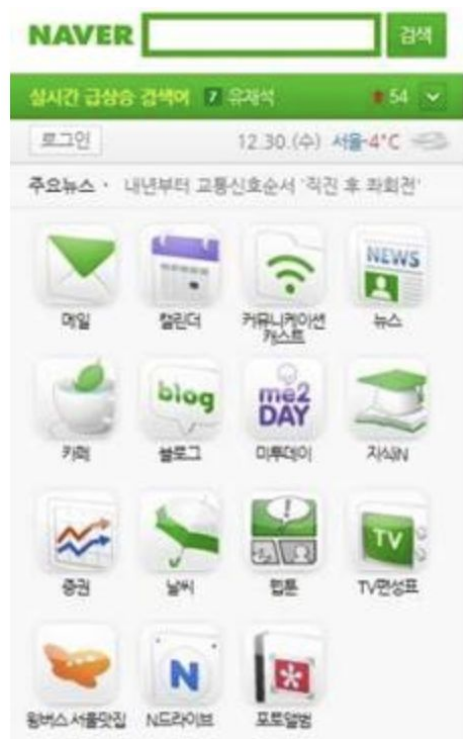 NAVER 검색
실시간 급상승 검색어 7 유재석 54
로그인 12.30.(수) 서울-4°C
주요뉴스 · 내년부터 교통신호순서 '직진 후 좌회전'
NEWS
메일 캘린더 커뮤니케이션 뉴스
캐스트
blog me2
DAY
카페 블로그 미투데이 지식iN
! TV
증권 날씨 웹툰 TV편성표
N
윙버스 서울맛집 N드라이브 포토앨범